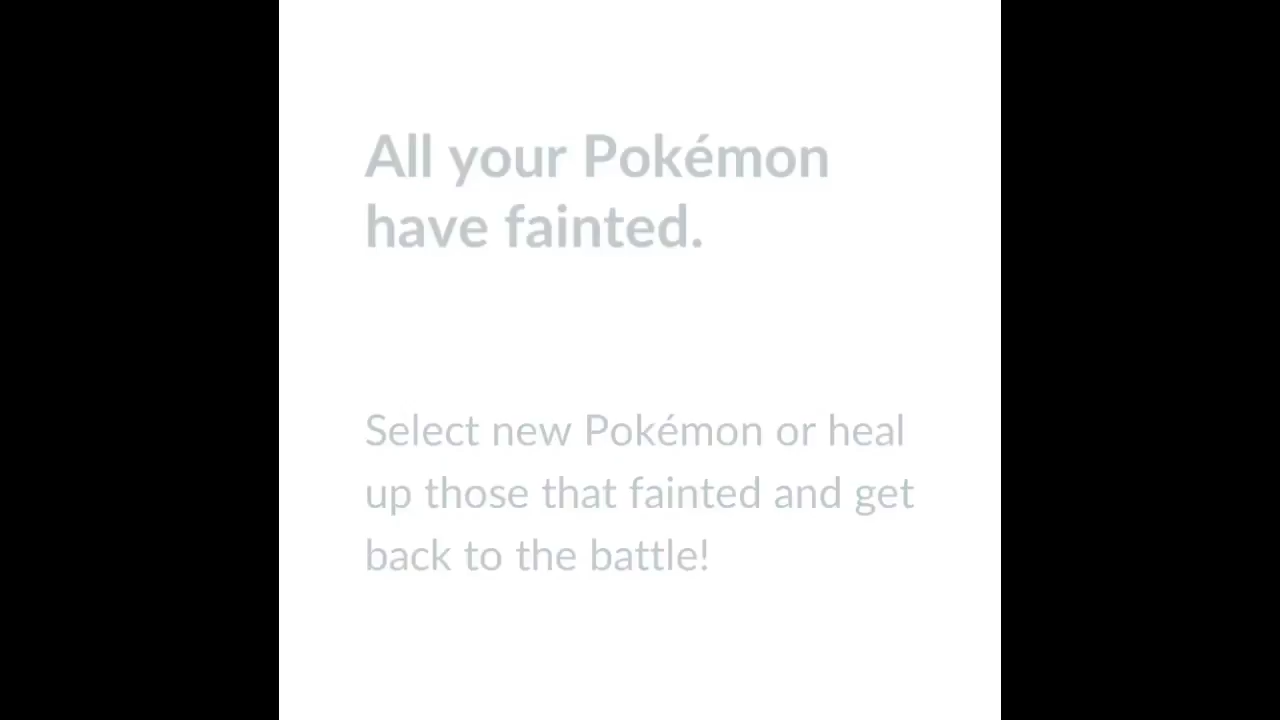 All your Pokémon
have fainted.
Select new Pokémon or heal
up those that fainted and get
back to the battle!